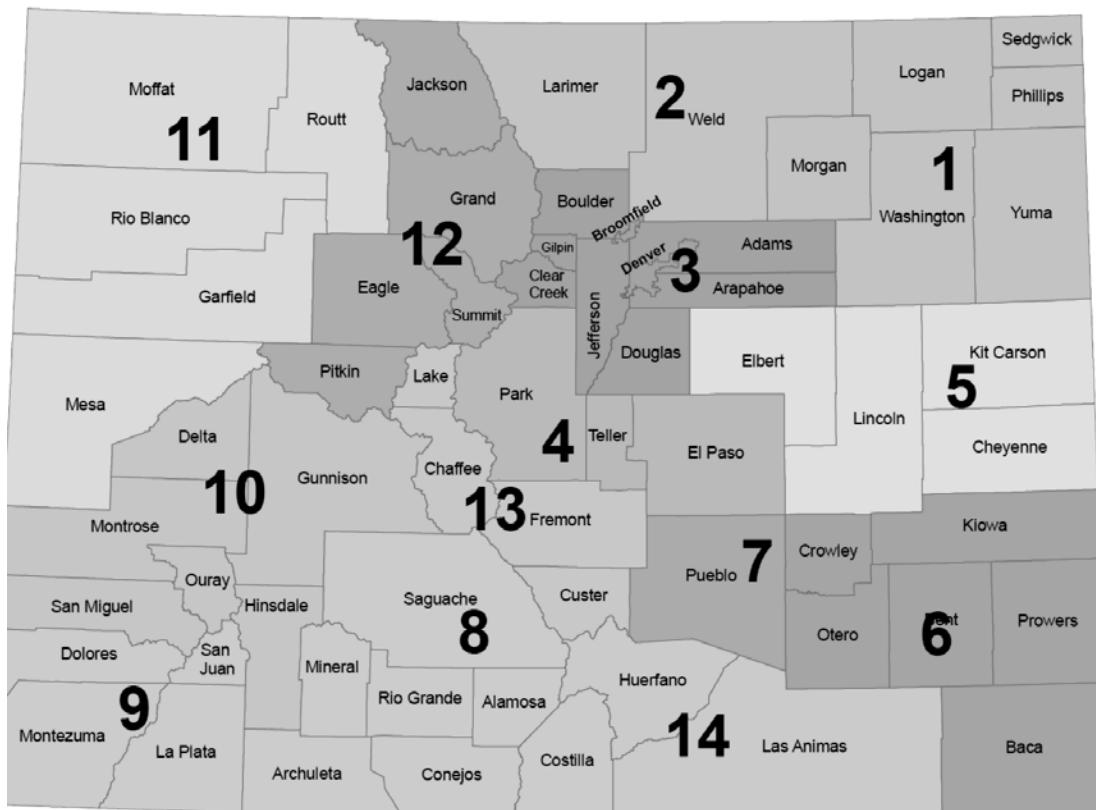 Sedgwick
Logan
Jackson
Larimer
Moffat
2
Weld
Phillips
Routt
11
Morgan
1
Grand
Boulder
Broomfield
Washington
Yuma
Rio Blanco
12
Gilpin
Denver
Adams
3
Clear
Creek
Eagle
Arapahoe
Garfield
Summit
Jefferson
Douglas
Elbert
Kit Carson
Pitkin
Lake
5
Park
Mesa
Lincoln
Delta
4
Teller
Cheyenne
El Paso
Chaffee
Gunnison
10
13
Fremont
Montrose
Kiowa
Crowley
7
Pueblo
Ouray
Custer
San Miguel
Hinsdale
Saguache
8
Otero
6
Prowers
Dolores
San
Juan
Mineral
Huerfano
Rio Grande
Alamosa
9
Montezuma
14
La Plata
Las Animas
Baca
Costilla
Archuleta
Conejos